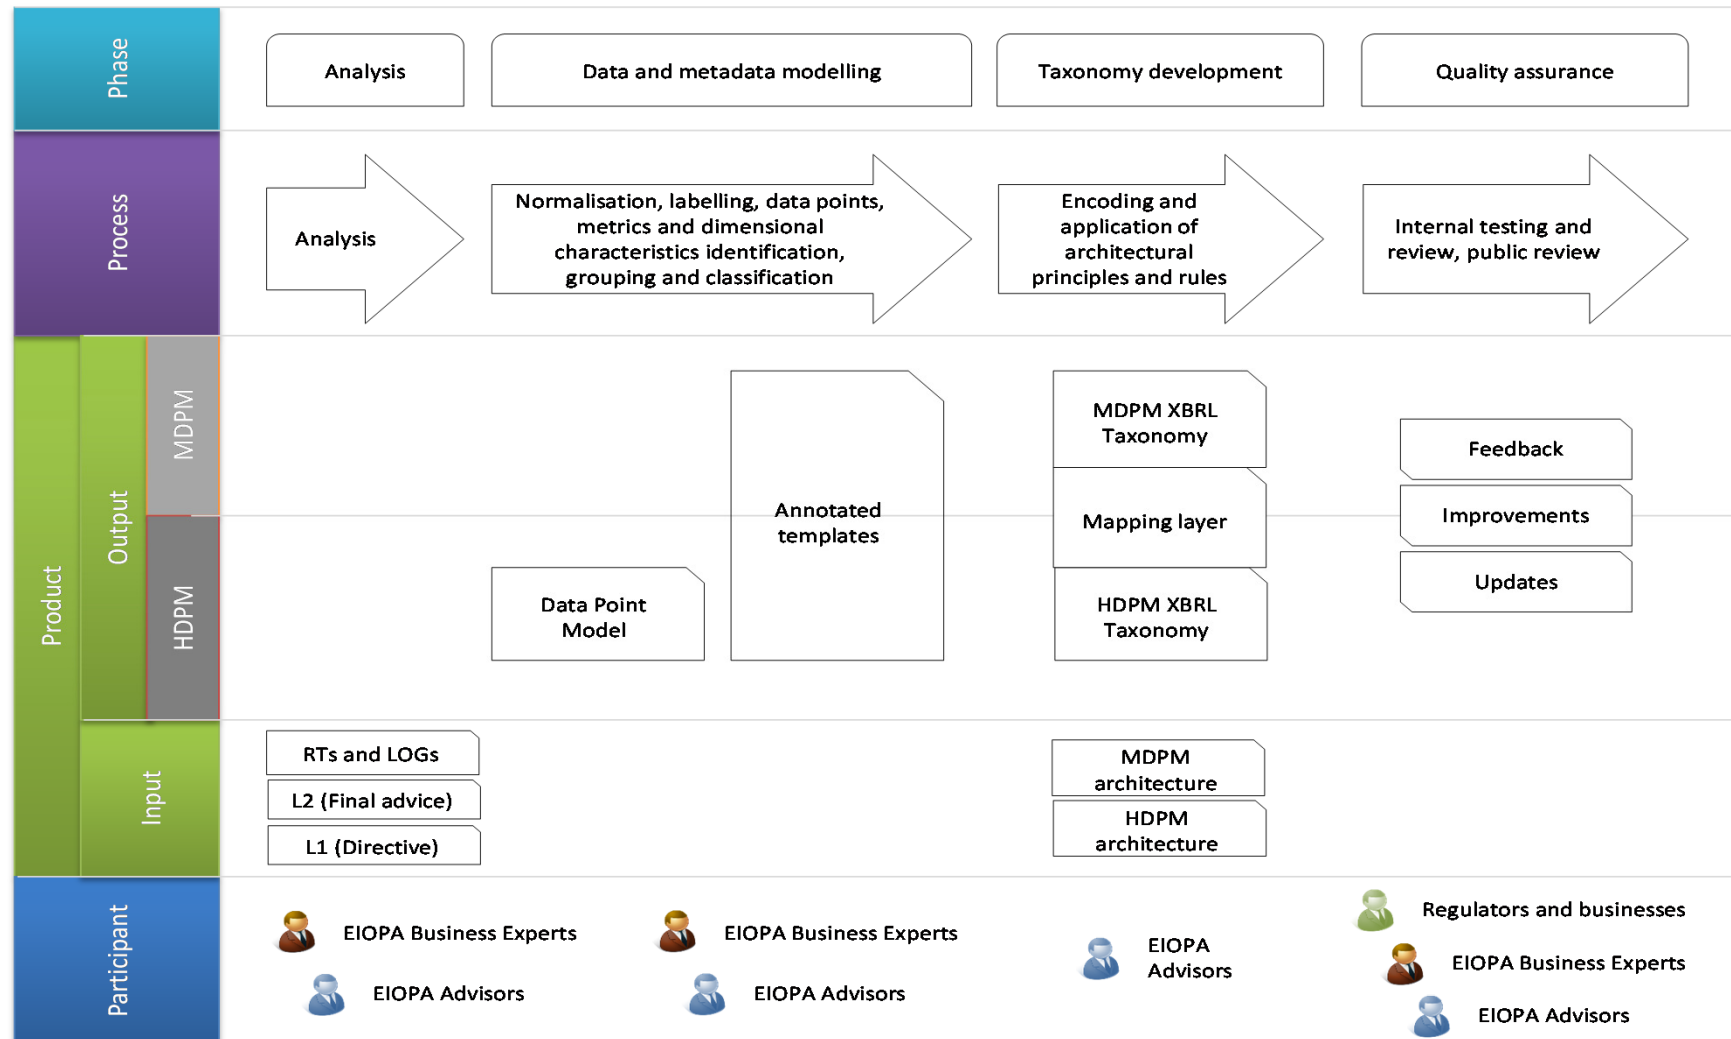 Phase
Analysis
Data and metadata modelling
Taxonomy development
Quality assurance
Process
Analysis
Normalisation, labelling, data points,
metrics and dimensional
characteristics identification,
grouping and classification
Encoding and
application of
architectural
principles and rules
Internal testing and
review, public review
Product
Output
MDPM
HDPM
Data Point
Model
Annotated
templates
MDPM XBRL
Taxonomy
Mapping layer
HDPM XBRL
Taxonomy
Feedback
Improvements
Updates
Input
RTs and LOGs
L2 (Final advice)
L1 (Directive)
MDPM
architecture
HDPM
architecture
Participant
EIOPA Business Experts
EIOPA Advisors
EIOPA Business Experts
EIOPA Advisors
EIOPA
Advisors
Regulators and businesses
EIOPA Business Experts
EIOPA Advisors